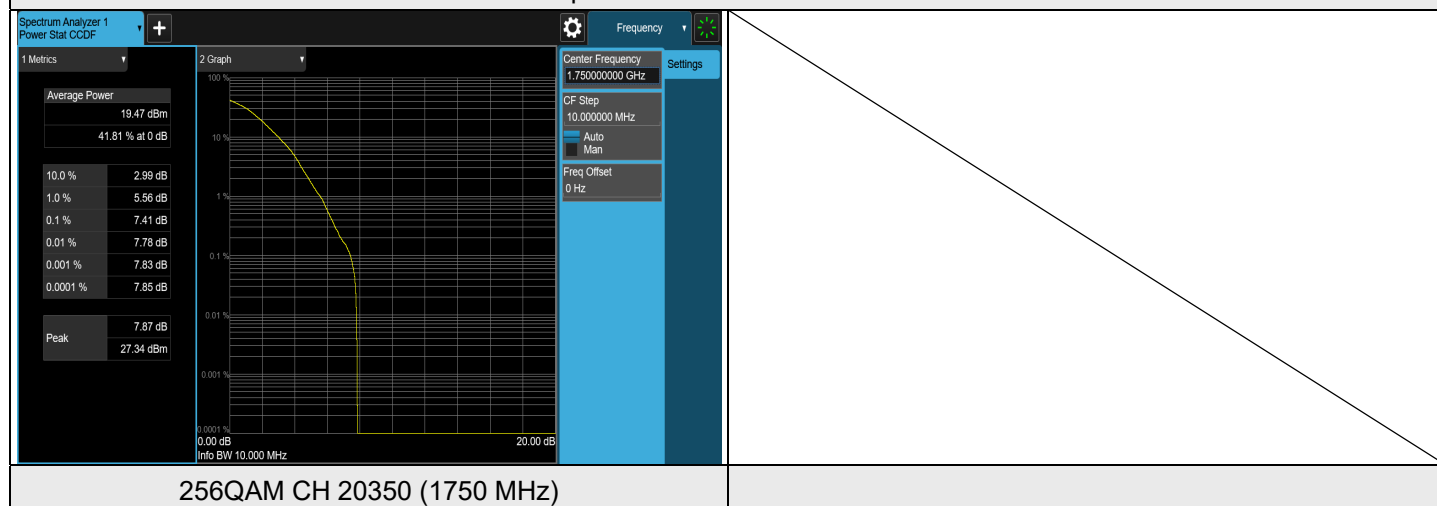 Spectrum Analyzer 1
Power Stat CCDF
+
Frequency
1 Metrics
2 Graph
Average Power
19.47 dBm
41.81 % at 0 dB
10.0 % 2.99 dB
1.0 % 5.56 dB
0.1 % 7.41 dB
0.01 % 7.78 dB
0.001 % 7.83 dB
0.0001 % 7.85 dB
Peak 7.87 dB
27.34 dBm
100 %
10 %
1 %
0.1 %
0.01 %
0.001 %
0.0001 %
0.00 dB 20.00 dB
Info BW 10.000 MHz
Center Frequency
1.750000000 GHz
CF Step
10.000000 MHz
Auto
Man
Freq Offset
0 Hz
Settings
256QAM CH 20350 (1750 MHz)